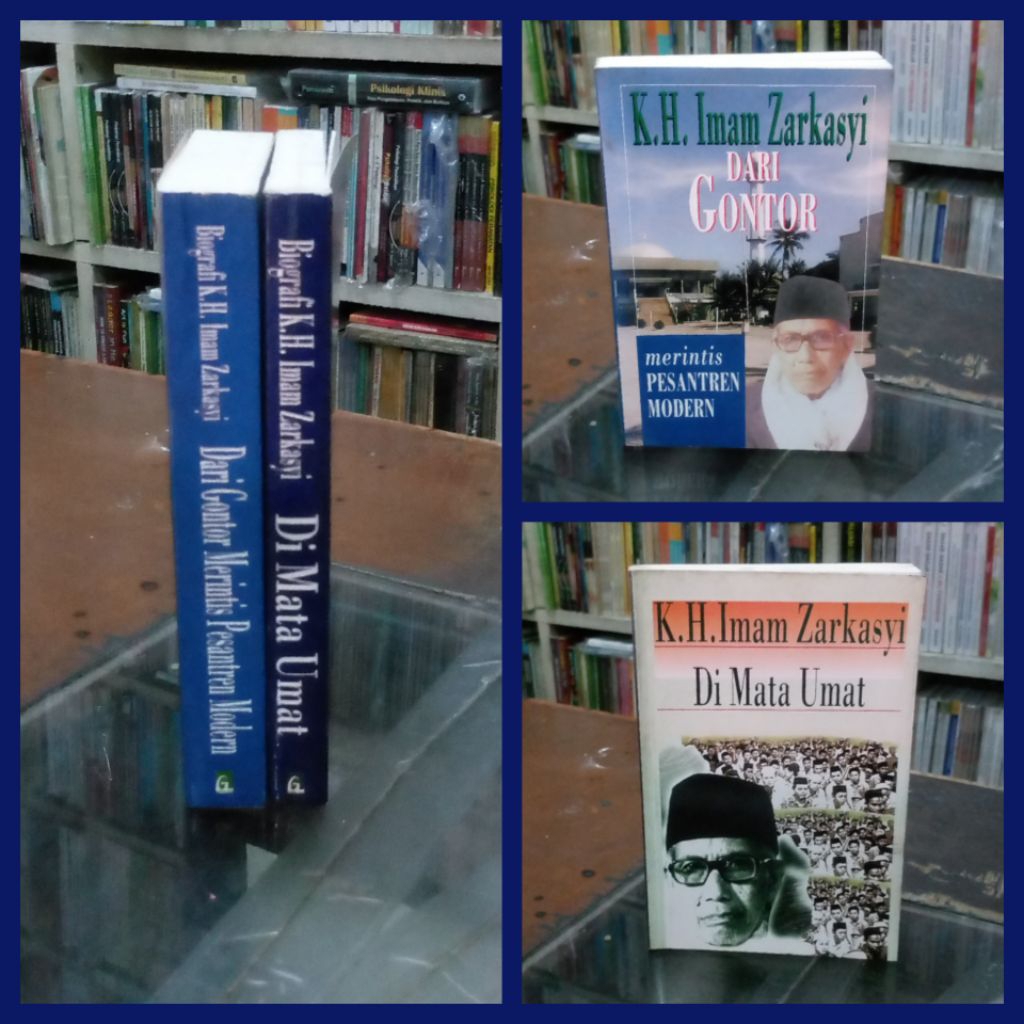 Psikologi Klinis
Biografi K.H. Imam Zarkasyi Dari Gontor Merintis Pesantren Modern
G
Biografi K.H. Imam Zarkasyi Di Mata Umat
G
K.H. Imam Zarkasyi
DARI
GONTOR
merintis
PESANTREN
MODERN
K.H.Imam Zarkasyi
Di Mata Umat